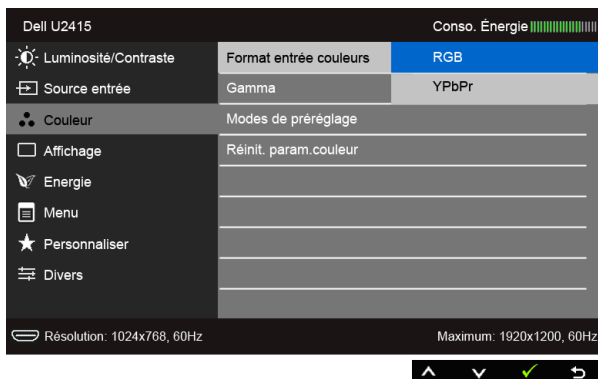 Dell U2415 Conso. Énergie
Luminosité/Contraste Format entrée couleurs RGB
Source entrée Gamma YPbPr
Couleur Modes de préréglage
Affichage Réinit. param.couleur
Energie
Menu
Personnaliser
Divers
Résolution: 1024x768, 60Hz Maximum: 1920x1200, 60Hz